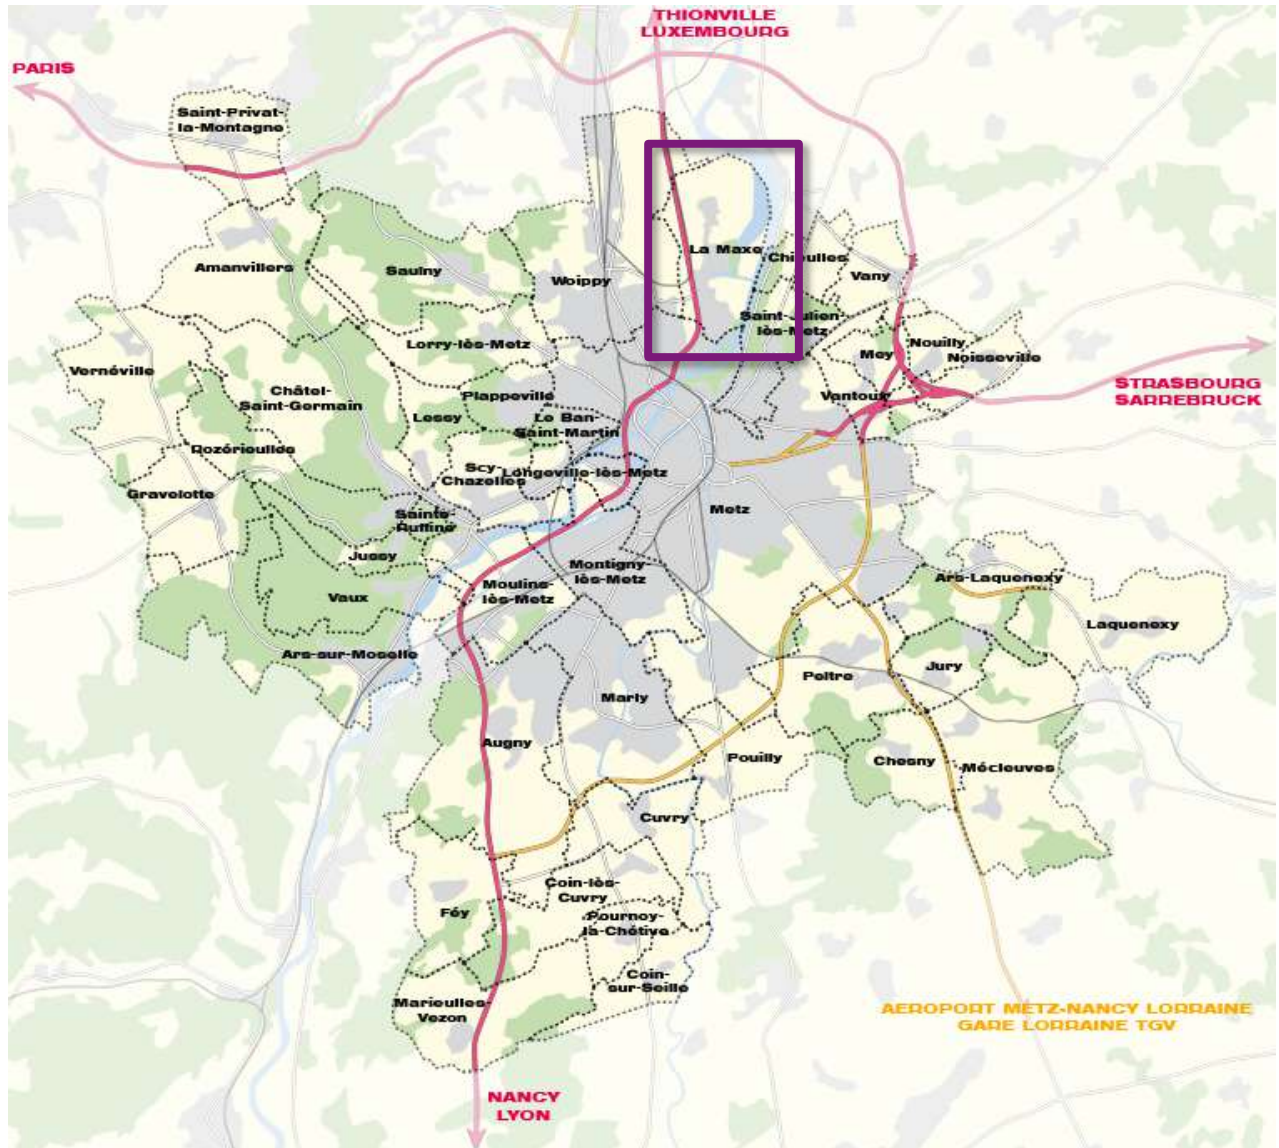 THIONVILLE
LUXEMBOURG
PARIS
Saint-Privat-
la-Montagne
La Maxe
Chieulles
Amanvillers
Saulny
Woippy
Vany
Saint-Julien-
lès-Metz
Lorry-lès-Metz
Mey
Nouilly
Noisseville
Vernéville
Châtel-
Saint-Germain
Plappeville
Vantoux
STRASBOURG
SARREBRUCK
Lessy
Le Ban-
Saint-Martin
Rozérieulles
Scy-
Chazelles
Longeville-lès-Metz
Gravelotte
Metz
Sainte-
Ruffine
Jussy
Montigny-
lès-Metz
Ars-Laquenexy
Moulins-
lès-Metz
Vaux
Laquenexy
Ars-sur-Moselle
Jury
Peltre
Marly
Augny
Pouilly
Chesny
Mécleuves
Cuvry
Coin-lès-
Cuvry
Féy
Pournoy-
la-Chétive
Coin-
sur-Seille
Marieulles-
Vezon
AEROPORT METZ-NANCY LORRAINE
GARE LORRAINE TGV
NANCY
LYON